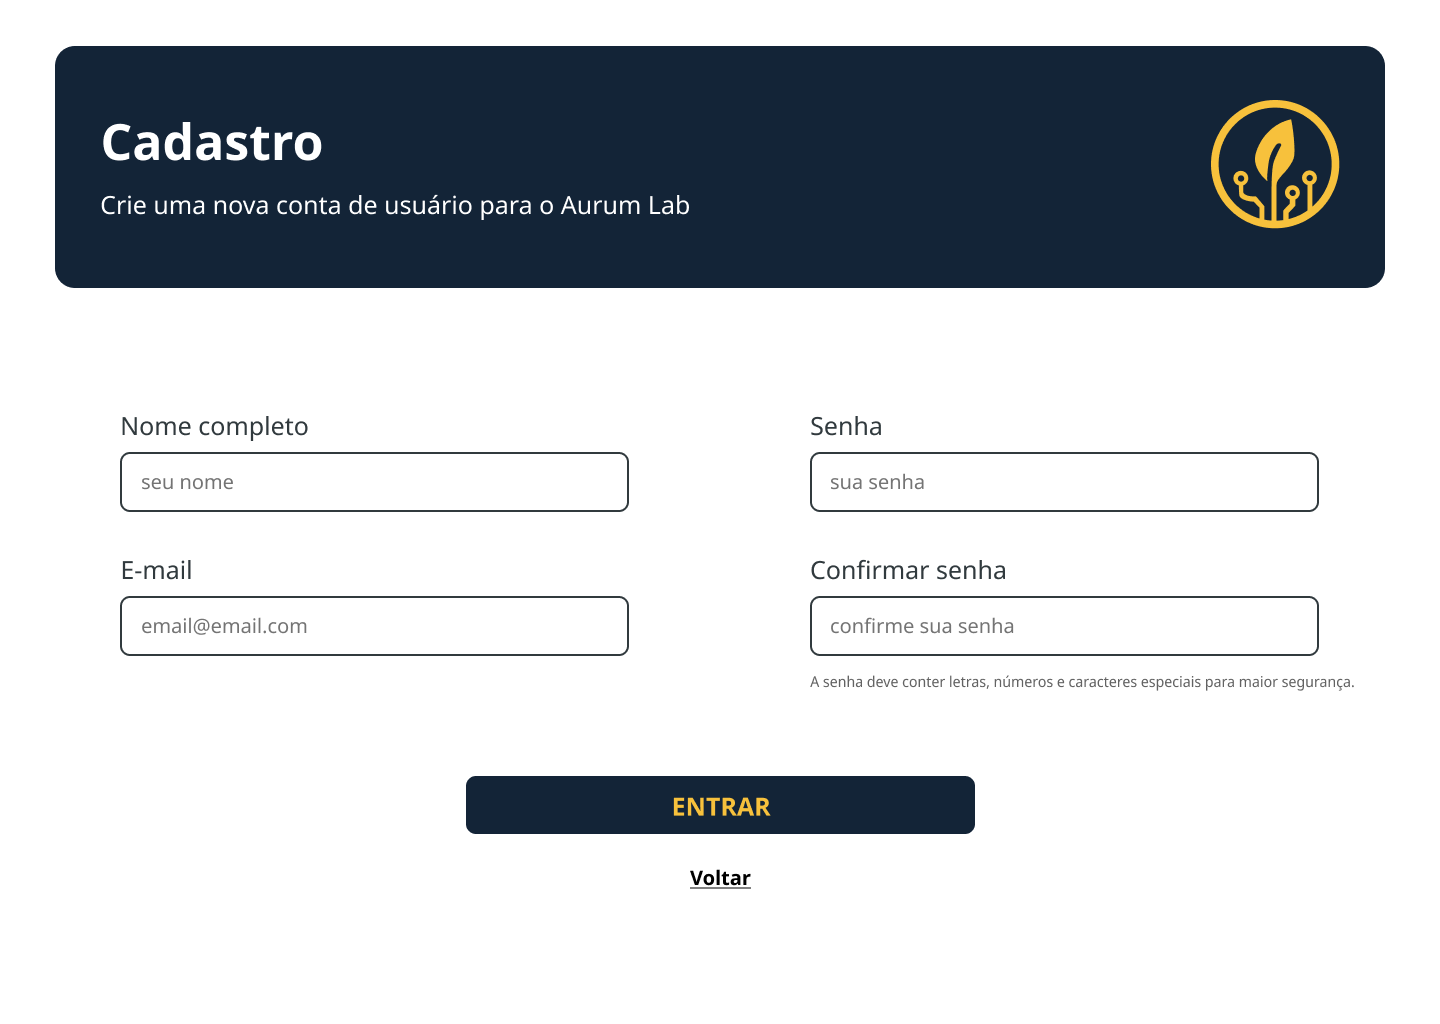 Cadastro
Crie uma nova conta de usuário para o Aurum Lab
Nome completo
seu nome
E-mail
email@email.com
Senha
sua senha
Confirmar senha
confirme sua senha
A senha deve conter letras, números e caracteres especiais para maior segurança.
ENTRAR
Voltar